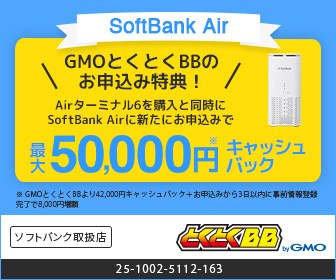 SoftBank Air
GMOとくとくBBの
お申込み特典！
Airターミナル6を購入と同時に
SoftBank Airに新たにお申込みで
最大50,000円※キャッシュバック
※ GMOとくとくBBより42,000円キャッシュバック+お申込みから3日以内に事前情報登録
完了で8,000円増額
ソフトバンク取扱店
とくとくBB by GMO
25-1002-5112-163